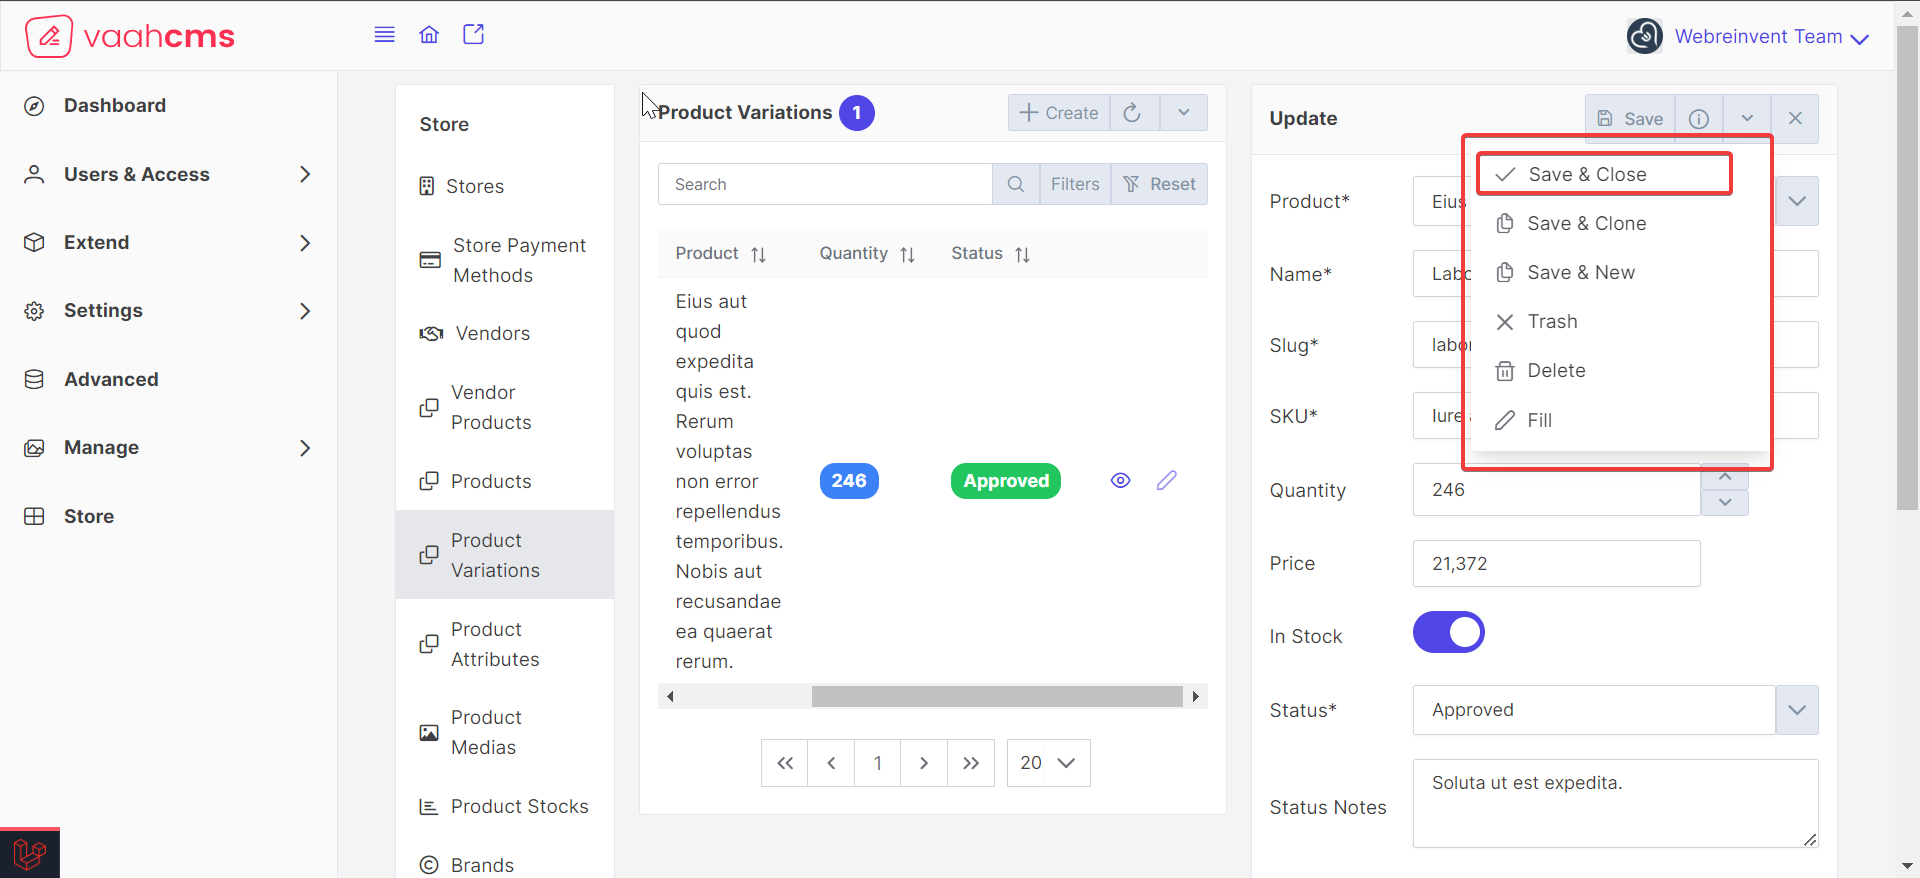 vaahcms
Webreinvent Team
Dashboard
Users & Access
Extend
Settings
Advanced
Manage
Store
Store
Stores
Store Payment
Methods
Vendors
Vendor
Products
Products
Product
Variations
Product
Attributes
Product
Medias
Product Stocks
Brands
Product Variations 1
Create
Search
Filters
Reset
Product Quantity Status
Eius aut
quod
expedita
quis est.
Rerum
voluptas
non error
repellendus
temporibus.
Nobis aut
recusandae
ea quaerat
rerum.
246
Approved
1
20
Update
Save
Save & Close
Save & Clone
Save & New
Trash
Delete
Fill
Product* Eius
Name*
Slug*
SKU* Iure
Quantity 246
Price 21,372
In Stock
Status* Approved
Status Notes Soluta ut est expedita.